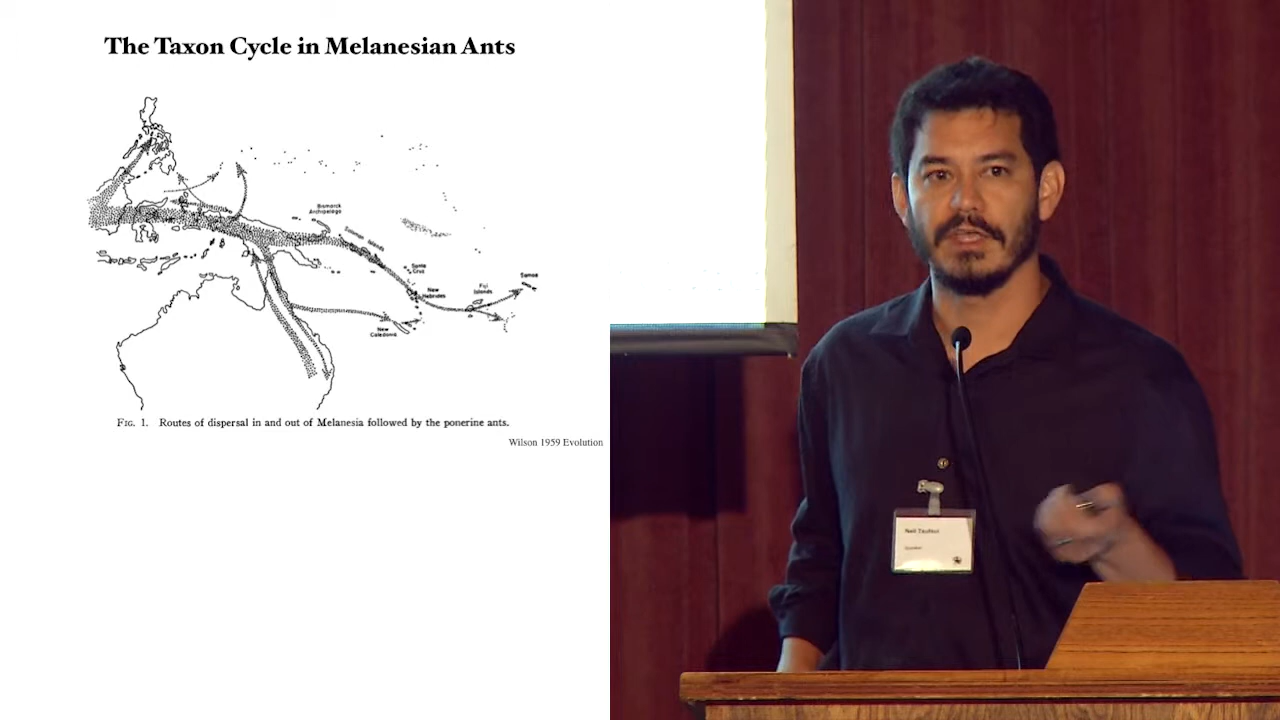 The Taxon Cycle in Melanesian Ants
Bismarck
Archipelago
Solomon Islands
Santa
Cruz
New
Hebrides
Fiji
Islands
Samoa
New
Caledonia
FIG. 1. Routes of dispersal in and out of Melanesia followed by the ponerine ants.
Wilson 1959 Evolution
Neil